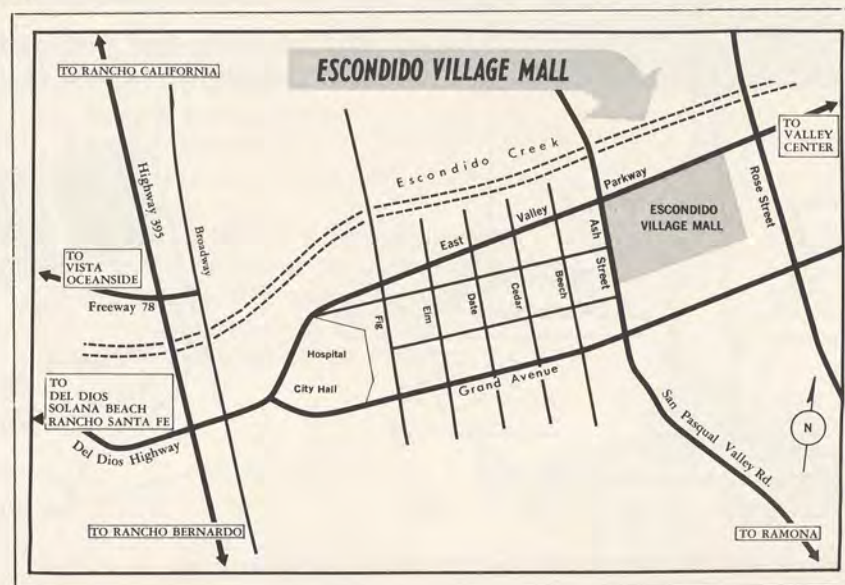 ESCONDIDO VILLAGE MALL
TO RANCHO CALIFORNIA
Highway 395
Broadway
Escondido Creek
TO
VALLEY
CENTER
East Valley Parkway
Rose Street
ESCONDIDO
VILLAGE MALL
TO
VISTA
OCEANSIDE
Freeway 78
Fig
Elm
Date
Cedar
Beech
Ash Street
Hospital
City Hall
Grand Avenue
TO
DEL DIOS
SOLANA BEACH
RANCHO SANTA FE
Del Dios Highway
San Pasqual Valley Rd.
N
TO RANCHO BERNARDO
TO RAMONA